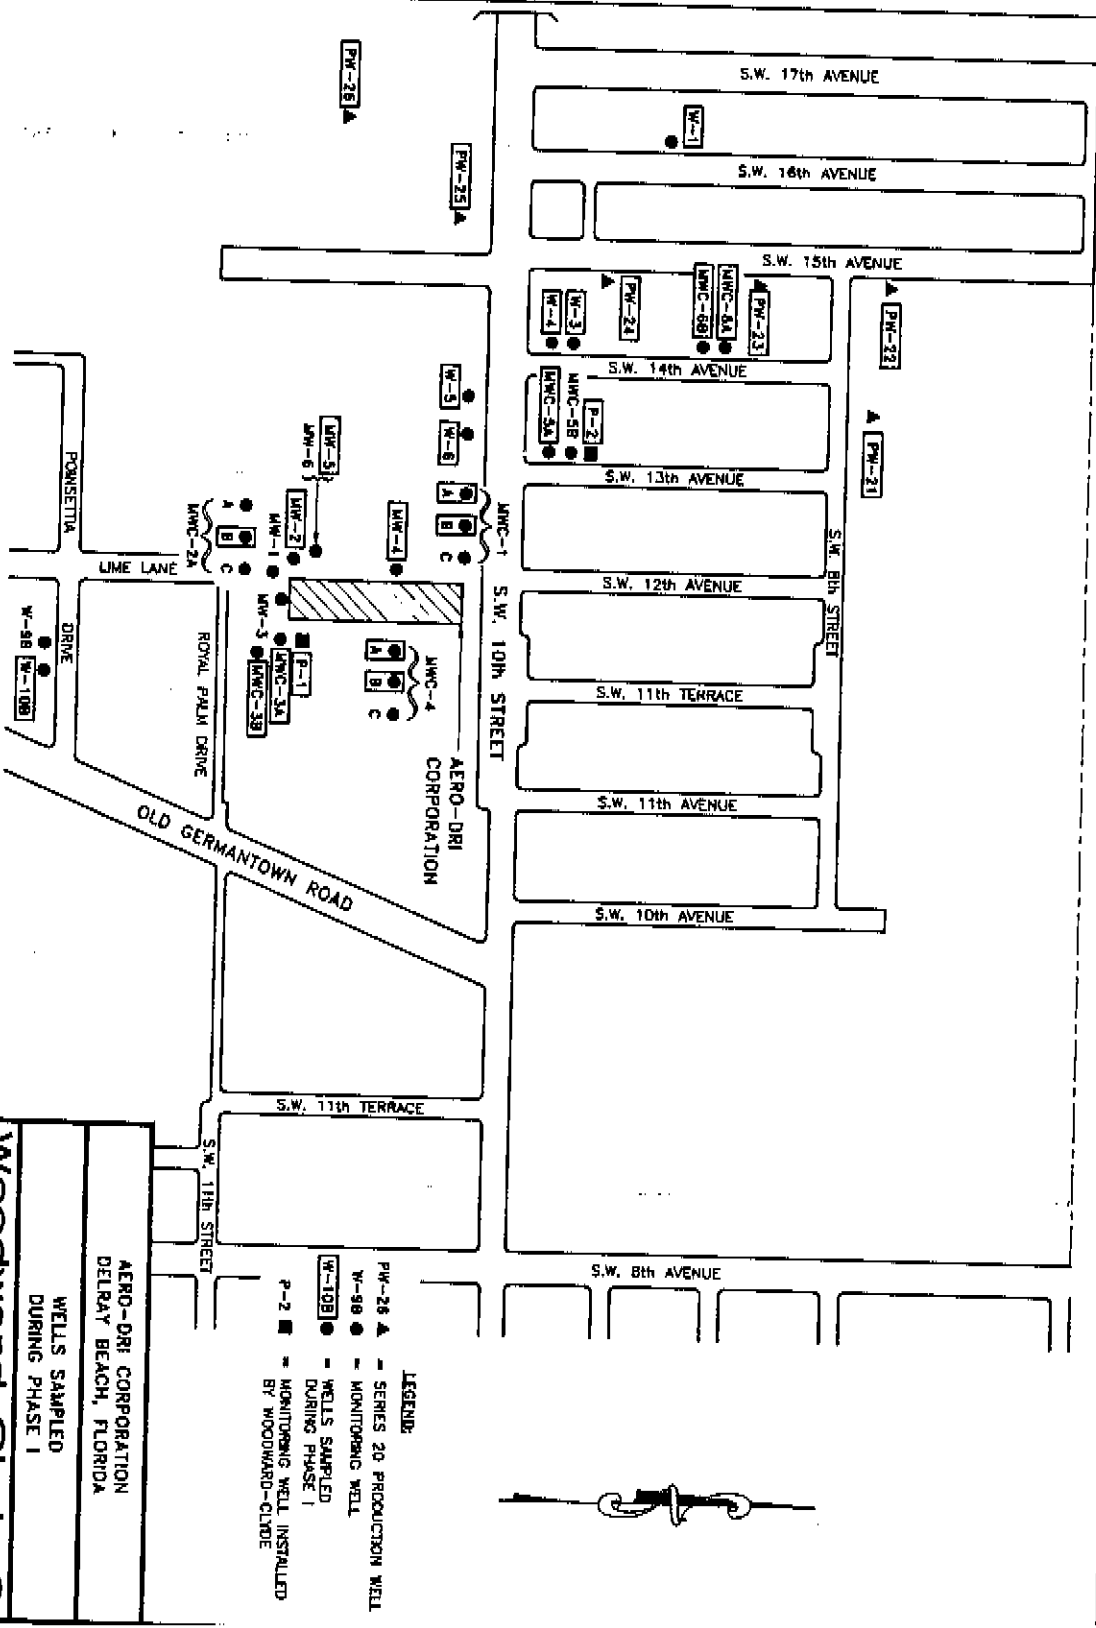 S.W. 17th AVENUE
W-1
S.W. 16th AVENUE
S.W. 15th AVENUE
PW-26
PW-25
PW-24
MWC-6B
MWC-6A
PW-23
PW-22
PW-21
W-4
W-3
S.W. 14th AVENUE
MWC-5A
MWC-5B
P-2
S.W. 13th AVENUE
S.W. 8th STREET
S.W. 12th AVENUE
S.W. 11th TERRACE
S.W. 11th AVENUE
S.W. 10th AVENUE
S.W. 10th STREET
W-5
W-6
MWC-1
A
B
C
MW-5
MW-6
MW-4
MW-2
MW-1
MWC-2A
A
B
C
MW-3
P-1
MWC-3A
MWC-3B
MWC-4
A
B
C
AERO-DRI
CORPORATION
POINSETTIA
DRIVE
LIME LANE
ROYAL PALM DRIVE
W-9B
W-10B
OLD GERMANTOWN ROAD
S.W. 11th TERRACE
S.W. 11th STREET
S.W. 8th AVENUE
LEGEND:
PW-26 = SERIES 20 PRODUCTION WELL
W-9B = MONITORING WELL
W-10B = WELLS SAMPLED
DURING PHASE I
P-2 = MONITORING WELL INSTALLED
BY WOODWARD-CLYDE
AERO-DRI CORPORATION
DELRAY BEACH, FLORIDA
WELLS SAMPLED
DURING PHASE I